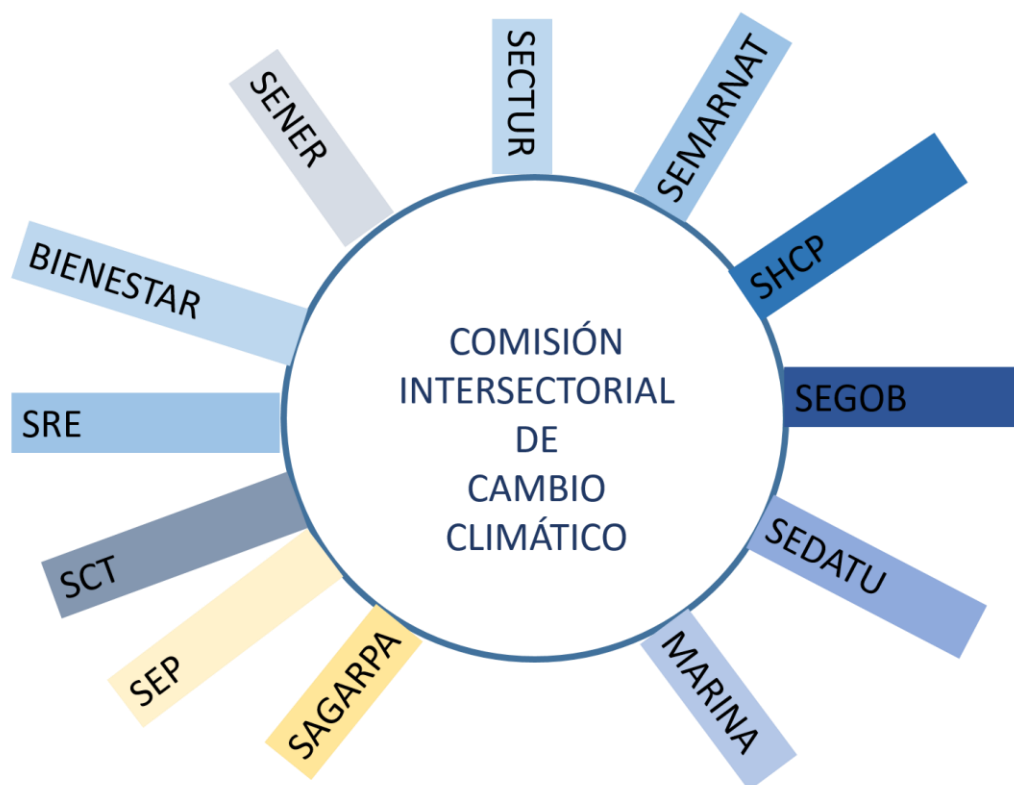 SECTUR
SEMARNAT
SHCP
SEGOB
SEDATU
MARINA
SAGARPA
SEP
SCT
SRE
BIENESTAR
SENER
COMISIÓN
INTERSECTORIAL
DE
CAMBIO
CLIMÁTICO